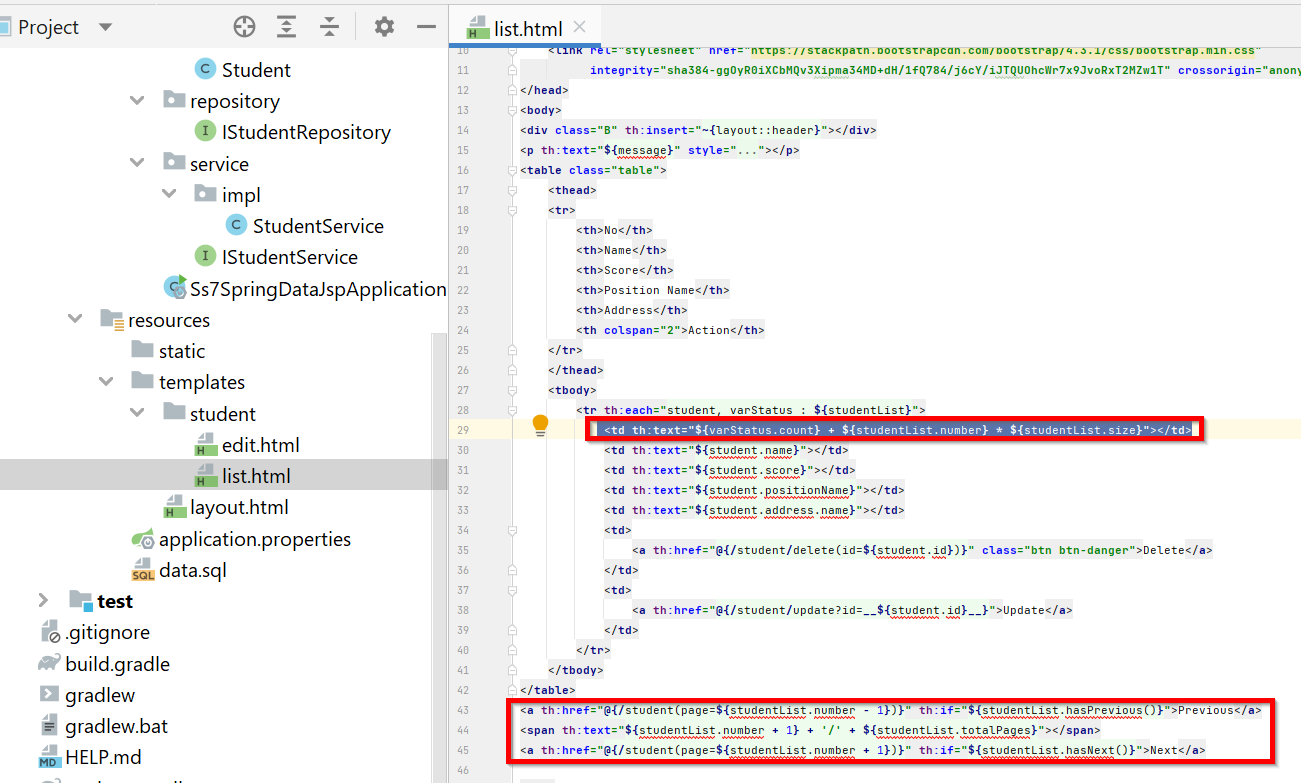 Project
Student
repository
IStudentRepository
service
impl
StudentService
IStudentService
Ss7SpringDataJspApplication
resources
static
templates
student
edit.html
list.html
layout.html
application.properties
data.sql
test
.gitignore
build.gradle
gradlew
gradlew.bat
HELP.md
list.html
10 <link rel="stylesheet" href="https://stackpath.bootstrapcdn.com/bootstrap/4.3.1/css/bootstrap.min.css"
11 integrity="sha384-ggOyR0iXCbMQv3Xipma34MD+dH/1fQ784/j6cY/iJTQUOhcWr7x9JvoRxT2MZw1T" crossorigin="anony
12 </head>
13 <body>
14 <div class="B" th:insert="~{layout::header}"></div>
15 <p th:text="${message}" style="..."></p>
16 <table class="table">
17 <thead>
18 <tr>
19 <th>No</th>
20 <th>Name</th>
21 <th>Score</th>
22 <th>Position Name</th>
23 <th>Address</th>
24 <th colspan="2">Action</th>
25 </tr>
26 </thead>
27 <tbody>
28 <tr th:each="student, varStatus : ${studentList}">
29 <td th:text="${varStatus.count} + ${studentList.number} * ${studentList.size}"></td>
30 <td th:text="${student.name}"></td>
31 <td th:text="${student.score}"></td>
32 <td th:text="${student.positionName}"></td>
33 <td th:text="${student.address.name}"></td>
34 <td>
35 <a th:href="@{/student/delete(id=${student.id})}" class="btn btn-danger">Delete</a>
36 </td>
37 <td>
38 <a th:href="@{/student/update?id=__${student.id}__}">Update</a>
39 </td>
40 </tr>
41 </tbody>
42 </table>
43 <a th:href="@{/student(page=${studentList.number - 1})}" th:if="${studentList.hasPrevious()}">Previous</a>
44 <span th:text="${studentList.number + 1} + '/' + ${studentList.totalPages}"></span>
45 <a th:href="@{/student(page=${studentList.number + 1})}" th:if="${studentList.hasNext()}">Next</a>
46